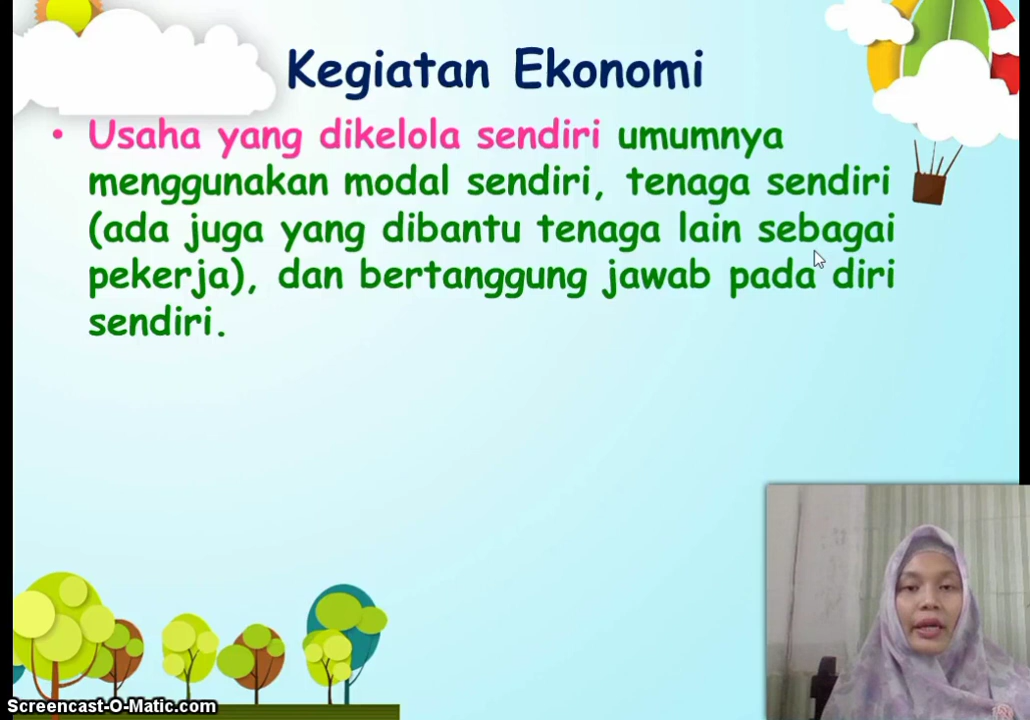 Kegiatan Ekonomi
• Usaha yang dikelola sendiri umumnya
menggunakan modal sendiri, tenaga sendiri
(ada juga yang dibantu tenaga lain sebagai
pekerja), dan bertanggung jawab pada diri
sendiri.
Screencast-O-Matic.com